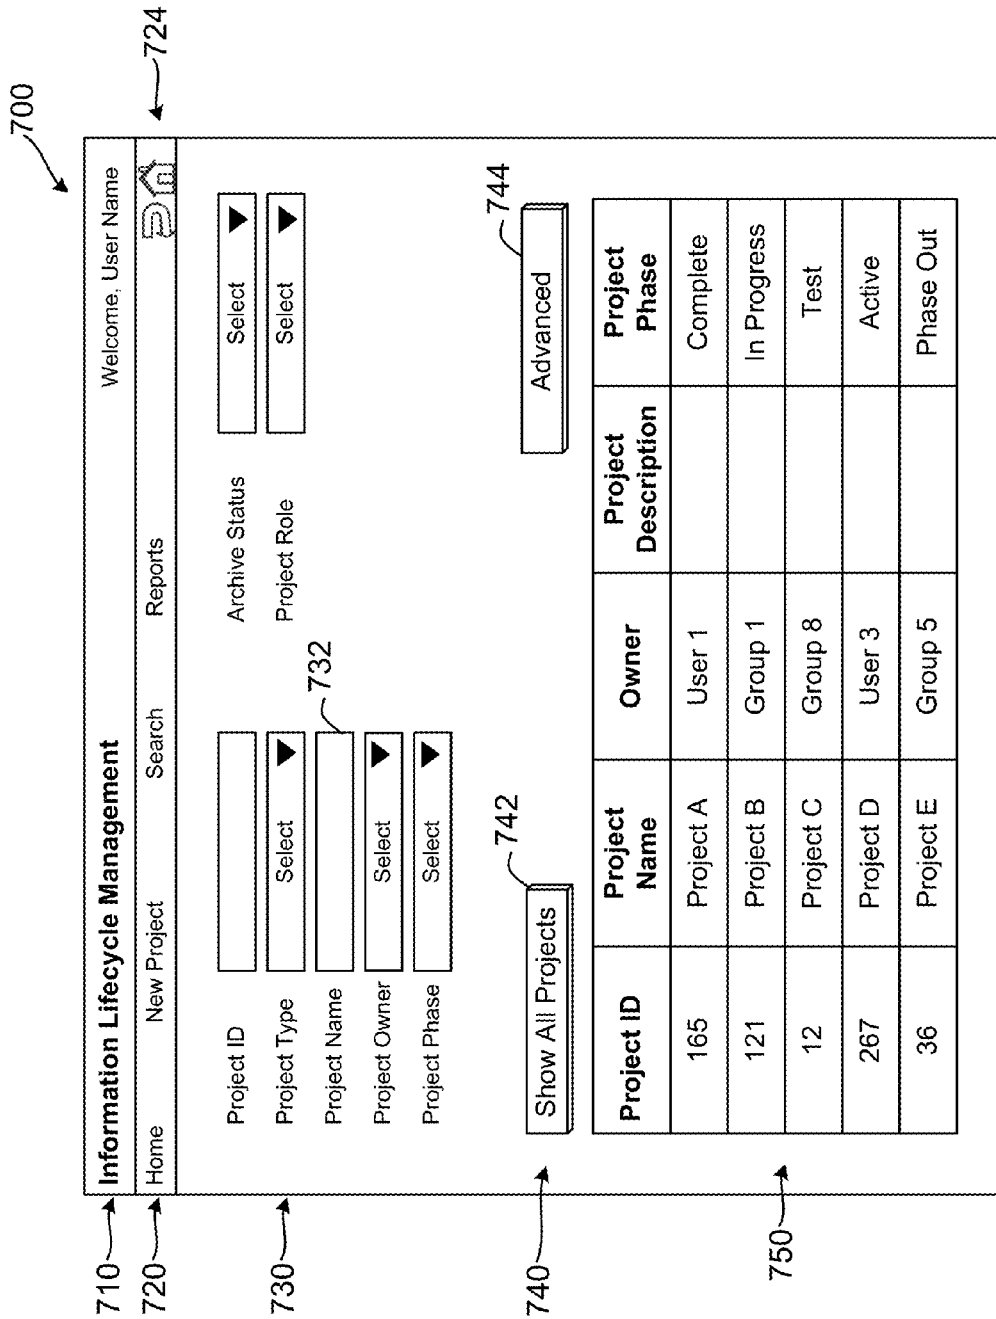 700
710
Information Lifecycle Management
Welcome, User Name
720
Home
New Project
Search
Reports
724
730
Project ID
Archive Status
Select
Project Type
Select
Project Role
Select
Project Name
732
Project Owner
Select
Project Phase
Select
740
Show All Projects
742
Advanced
744
750
Project ID
Project
Name
Owner
Project
Description
Project
Phase
165
Project A
User 1
Complete
121
Project B
Group 1
In Progress
12
Project C
Group 8
Test
267
Project D
User 3
Active
36
Project E
Group 5
Phase Out